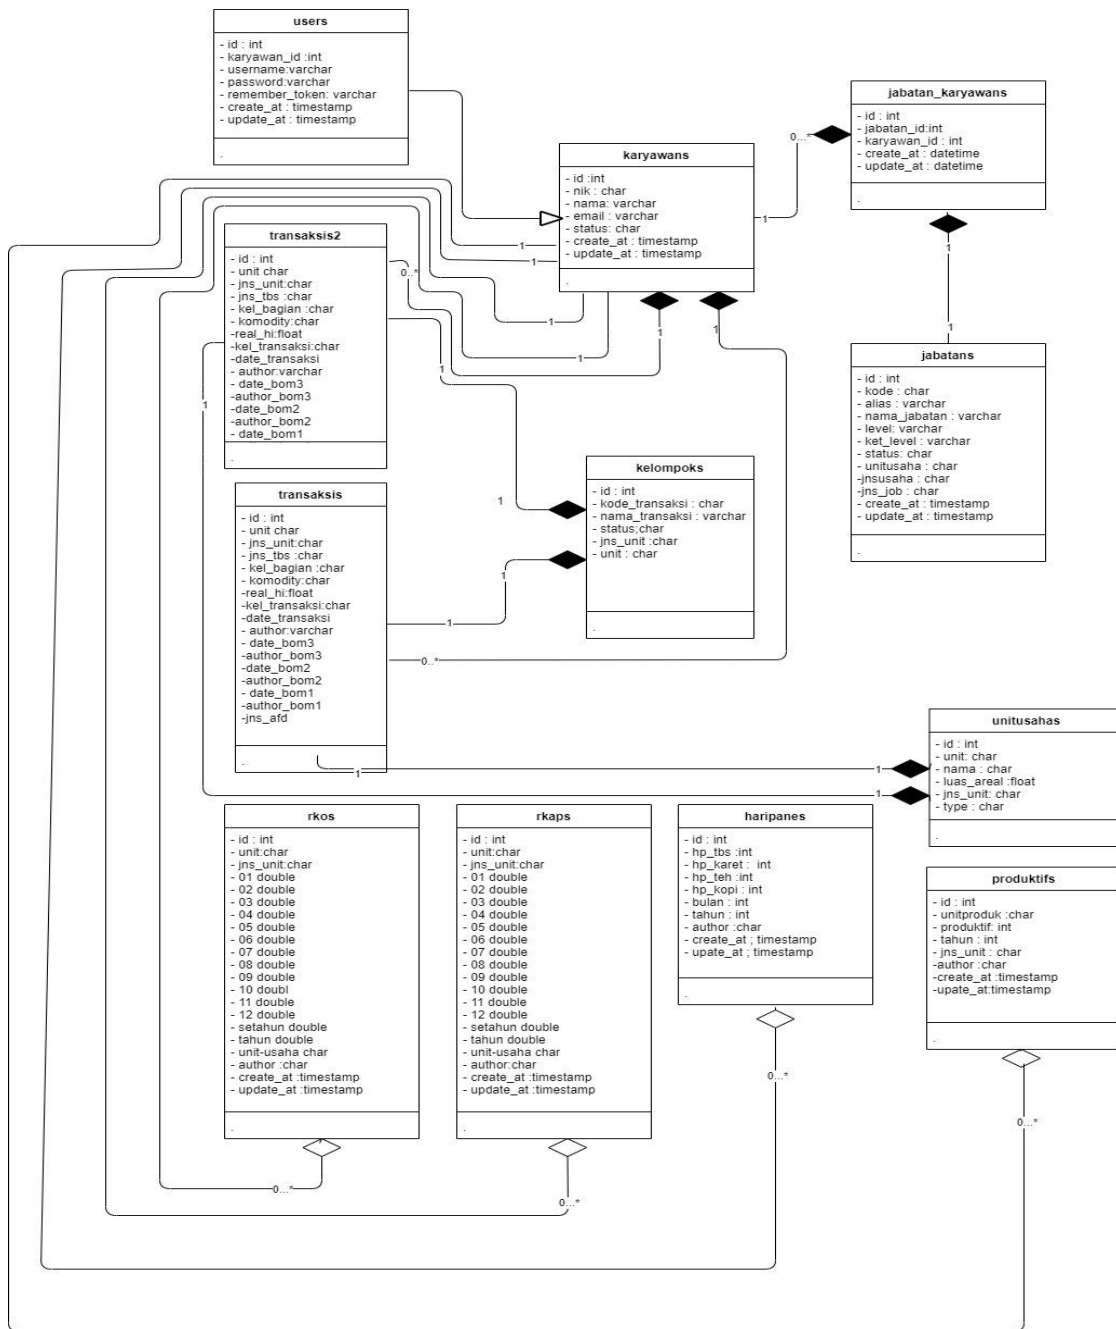 users
- id : int
- karyawan_id :int
- username:varchar
- password:varchar
- remember_token: varchar
- create_at : timestamp
- update_at : timestamp
.
jabatan_karyawans
- id : int
- jabatan_id:int
- karyawan_id : int
- create_at : datetime
- update_at : datetime
.
karyawans
- id :int
- nik : char
- nama: varchar
- email : varchar
- status: char
- create_at : timestamp
- update_at : timestamp
.
0...*
1
1
1
1
1
1
1
1
1
transaksis2
- id : int
- unit char
- jns_unit:char
- jns_tbs :char
- kel_bagian :char
- komodity:char
-real_hi:float
-kel_transaksi:char
-date_transaksi
- author:varchar
- date_bom3
-author_bom3
-date_bom2
-author_bom2
- date_bom1
.
0..*
1
1
1
jabatans
- id : int
- kode : char
- alias : varchar
- nama_jabatan : varchar
- level: varchar
- ket_level : varchar
- status: char
- unitusaha : char
-jnsusaha : char
-jns_job : char
- create_at : timestamp
- update_at : timestamp
.
kelompoks
- id : int
- kode_transaksi : char
- nama_transaksi : varchar
- status;char
- jns_unit :char
- unit : char
.
transaksis
- id : int
- unit char
- jns_unit:char
- jns_tbs :char
- kel_bagian :char
- komodity:char
-real_hi:float
-kel_transaksi:char
-date_transaksi
- author:varchar
- date_bom3
-author_bom3
-date_bom2
-author_bom2
- date_bom1
-author_bom1
-jns_afd
.
1
1
0..*
1
1
1
unitusahas
- id : int
- unit: char
- nama : char
- luas_areal :float
- jns_unit: char
- type : char
.
rkos
- id : int
- unit:char
- jns_unit:char
- 01 double
- 02 double
- 03 double
- 04 double
- 05 double
- 06 double
- 07 double
- 08 double
- 09 double
- 10 doubl
- 11 double
- 12 double
- setahun double
- tahun double
- unit-usaha char
- author :char
- create_at :timestamp
- update_at :timestamp
.
rkaps
- id : int
- unit:char
- jns_unit:char
- 01 double
- 02 double
- 03 double
- 04 double
- 05 double
- 06 double
- 07 double
- 08 double
- 09 double
- 10 double
- 11 double
- 12 double
- setahun double
- tahun double
- unit-usaha char
- author:char
- create_at :timestamp
- update_at :timestamp
.
haripanes
- id : int
- hp_tbs :int
- hp_karet : int
- hp_teh : int
- hp_kopi : int
- bulan : int
- tahun : int
- author :char
- create_at ; timestamp
- upate_at ; timestamp
.
produktifs
- id : int
- unitproduk :char
- produktif: int
- tahun : int
- jns_unit : char
-author :char
-create_at :timestamp
-upate_at:timestamp
.
0...*
0...*
0...*
0...*